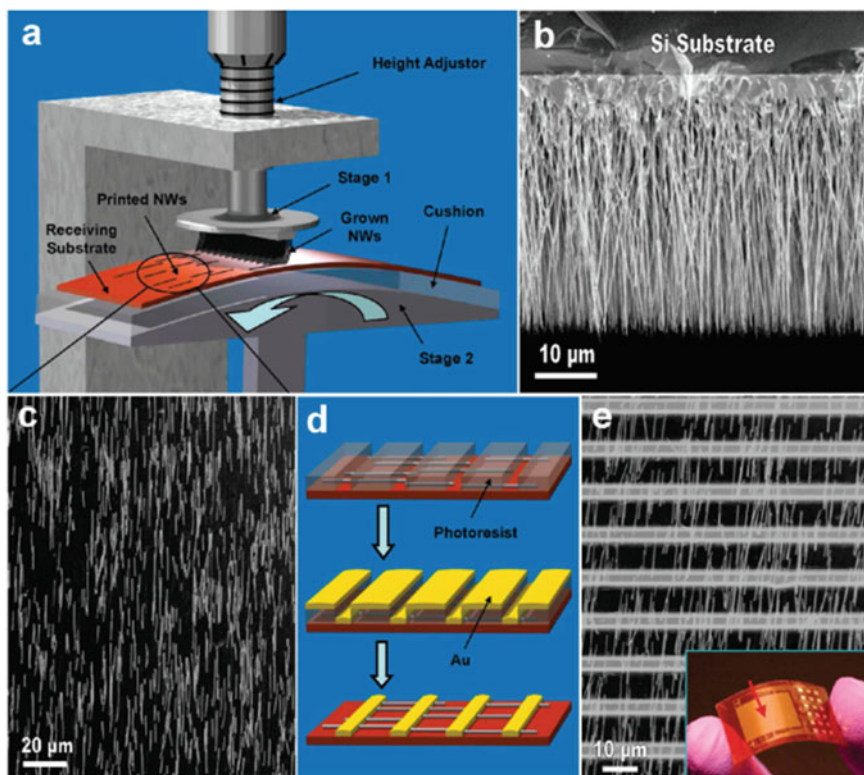 a
Height Adjustor
Stage 1
Printed NWs
Grown
NWs
Cushion
Receiving
Substrate
Stage 2
b
Si Substrate
10 μm
c
20 μm
d
Photoresist
Au
e
10 μm